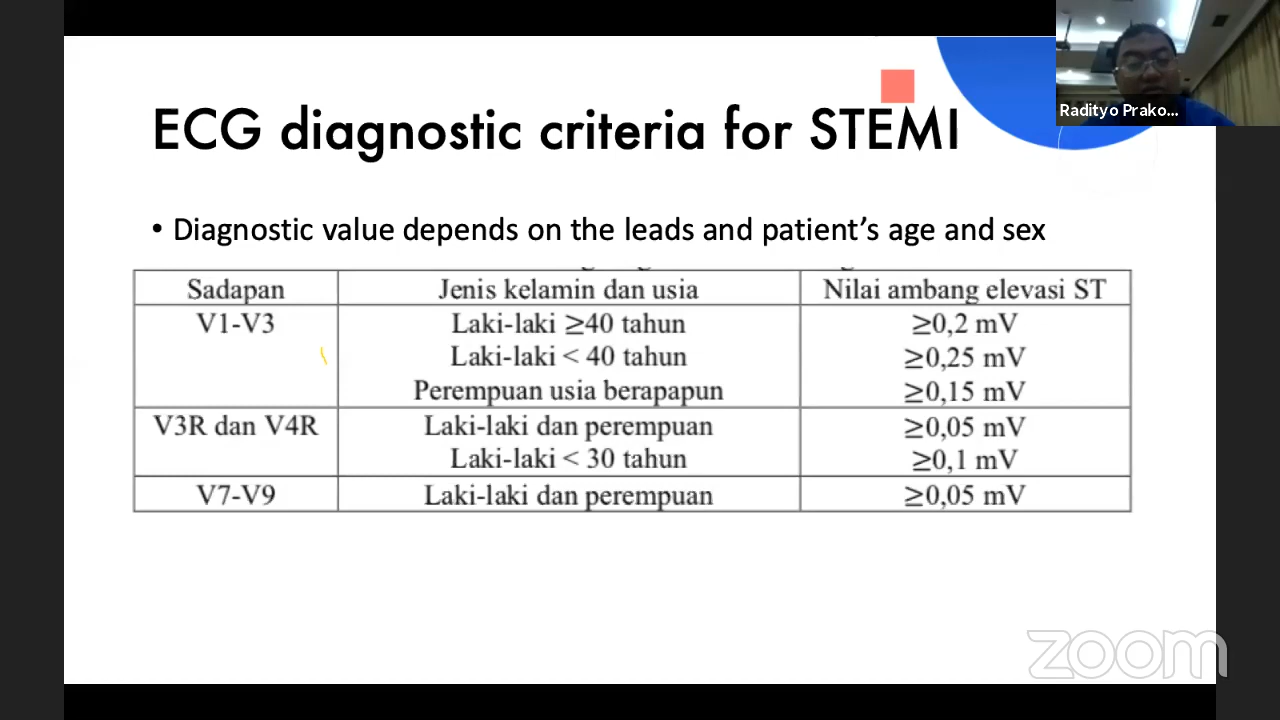 Radityo Prako...
ECG diagnostic criteria for STEMI
• Diagnostic value depends on the leads and patient's age and sex
Sadapan Jenis kelamin dan usia Nilai ambang elevasi ST
V1-V3 Laki-laki ≥40 tahun ≥0,2 mV
Laki-laki < 40 tahun ≥0,25 mV
Perempuan usia berapapun ≥0,15 mV
V3R dan V4R Laki-laki dan perempuan ≥0,05 mV
Laki-laki < 30 tahun ≥0,1 mV
V7-V9 Laki-laki dan perempuan ≥0,05 mV
zoom